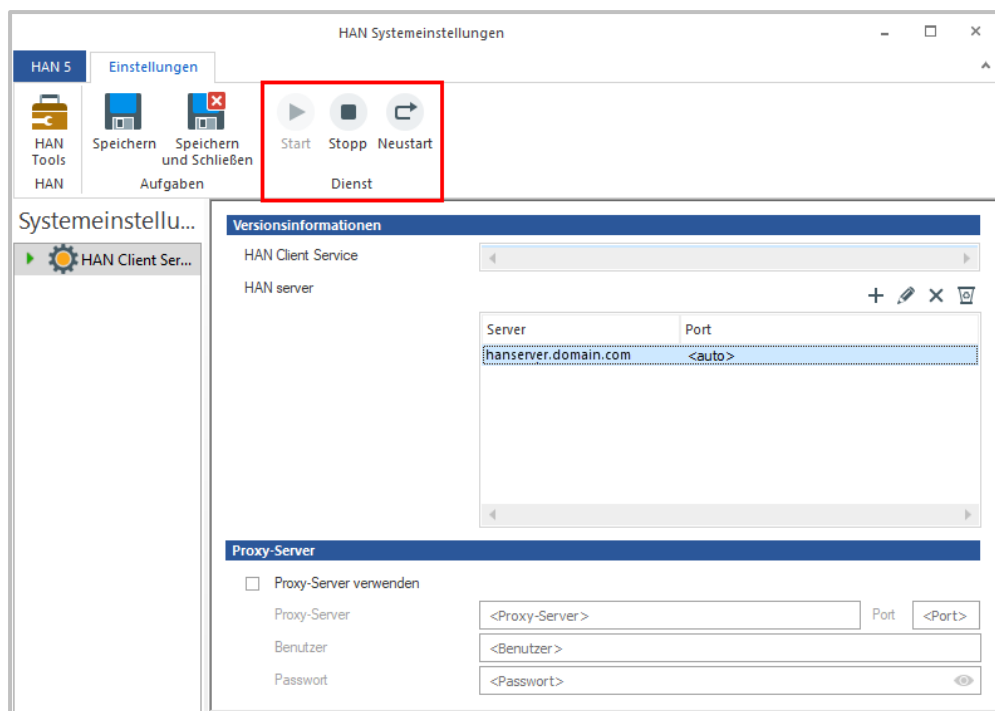 HAN Systemeinstellungen
HAN 5 Einstellungen
HAN Tools
Speichern
Speichern und Schließen
Start Stopp Neustart
HAN Aufgaben Dienst
Systemeinstellu...
HAN Client Ser...
Versionsinformationen
HAN Client Service
HAN server
Server Port
hanserver.domain.com <auto>
Proxy-Server
Proxy-Server verwenden
Proxy-Server <Proxy-Server> Port <Port>
Benutzer <Benutzer>
Passwort <Passwort>